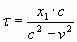 τ = x₁ · c / c² − v²